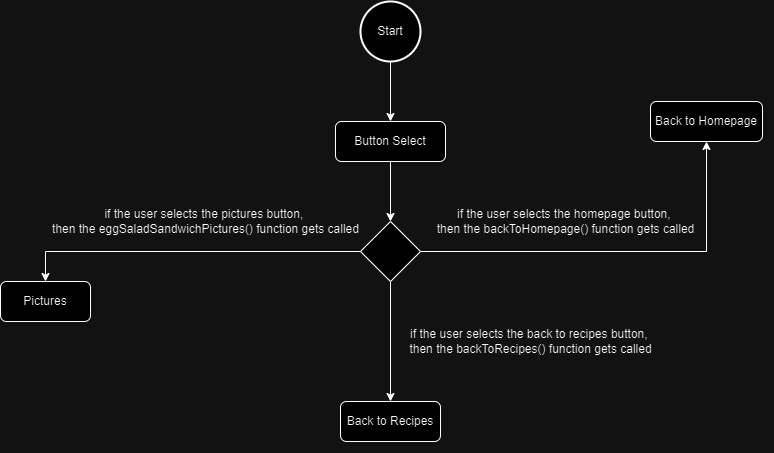 Start
Button Select
Back to Homepage
if the user selects the pictures button,
then the eggSaladSandwichPictures() function gets called
if the user selects the homepage button,
then the backToHomepage() function gets called
Pictures
if the user selects the back to recipes button,
then the backToRecipes() function gets called
Back to Recipes